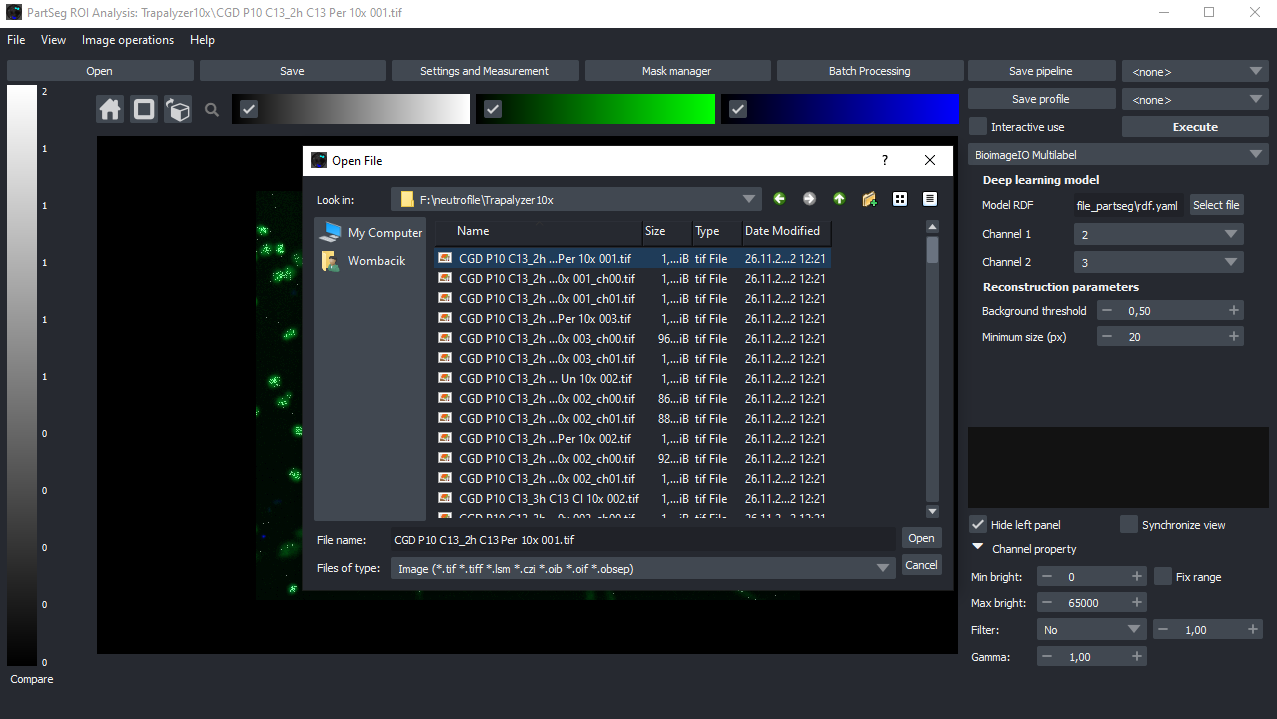 PartSeg ROI Analysis: Trapalyzer10x\CGD P10 C13_2h C13 Per 10x 001.tif
File View Image operations Help
Open Save Settings and Measurement Mask manager Batch Processing Save pipeline <none>
Save profile <none>
Interactive use Execute
BioimageIO Multilabel
Deep learning model
Model RDF file_partseg\rdf.yaml Select file
Channel 1 2
Channel 2 3
Reconstruction parameters
Background threshold 0,50
Minimum size (px) 20
2
1
1
1
1
1
0
0
0
0
0
Compare
Open File ?
Look in: F:\neutrofile\Trapalyzer10x
My Computer
Wombacik
Name Size Type Date Modified
CGD P10 C13_2h ...Per 10x 001.tif 1,...iB tif File 26.11.2...2 12:21
CGD P10 C13_2h ...0x 001_ch00.tif 1,...iB tif File 26.11.2...2 12:21
CGD P10 C13_2h ...0x 001_ch01.tif 1,...iB tif File 26.11.2...2 12:21
CGD P10 C13_2h ...Per 10x 003.tif 1,...iB tif File 26.11.2...2 12:21
CGD P10 C13_2h ...0x 003_ch00.tif 96...iB tif File 26.11.2...2 12:21
CGD P10 C13_2h ...0x 003_ch01.tif 1,...iB tif File 26.11.2...2 12:21
CGD P10 C13_2h ... Un 10x 002.tif 1,...iB tif File 26.11.2...2 12:21
CGD P10 C13_2h ...0x 002_ch00.tif 86...iB tif File 26.11.2...2 12:21
CGD P10 C13_2h ...0x 002_ch01.tif 88...iB tif File 26.11.2...2 12:21
CGD P10 C13_2h ...Per 10x 002.tif 1,...iB tif File 26.11.2...2 12:21
CGD P10 C13_2h ...0x 002_ch00.tif 92...iB tif File 26.11.2...2 12:21
CGD P10 C13_2h ...0x 002_ch01.tif 1,...iB tif File 26.11.2...2 12:21
CGD P10 C13_3h C13 CI 10x 002.tif 1,...iB tif File 26.11.2...2 12:21
File name: CGD P10 C13_2h C13 Per 10x 001.tif Open
Files of type: Image (*.tif *.tiff *.lsm *.czi *.oib *.oif *.obsep) Cancel
Hide left panel Synchronize view
Channel property
Min bright: 0 Fix range
Max bright: 65000
Filter: No 1,00
Gamma: 1,00